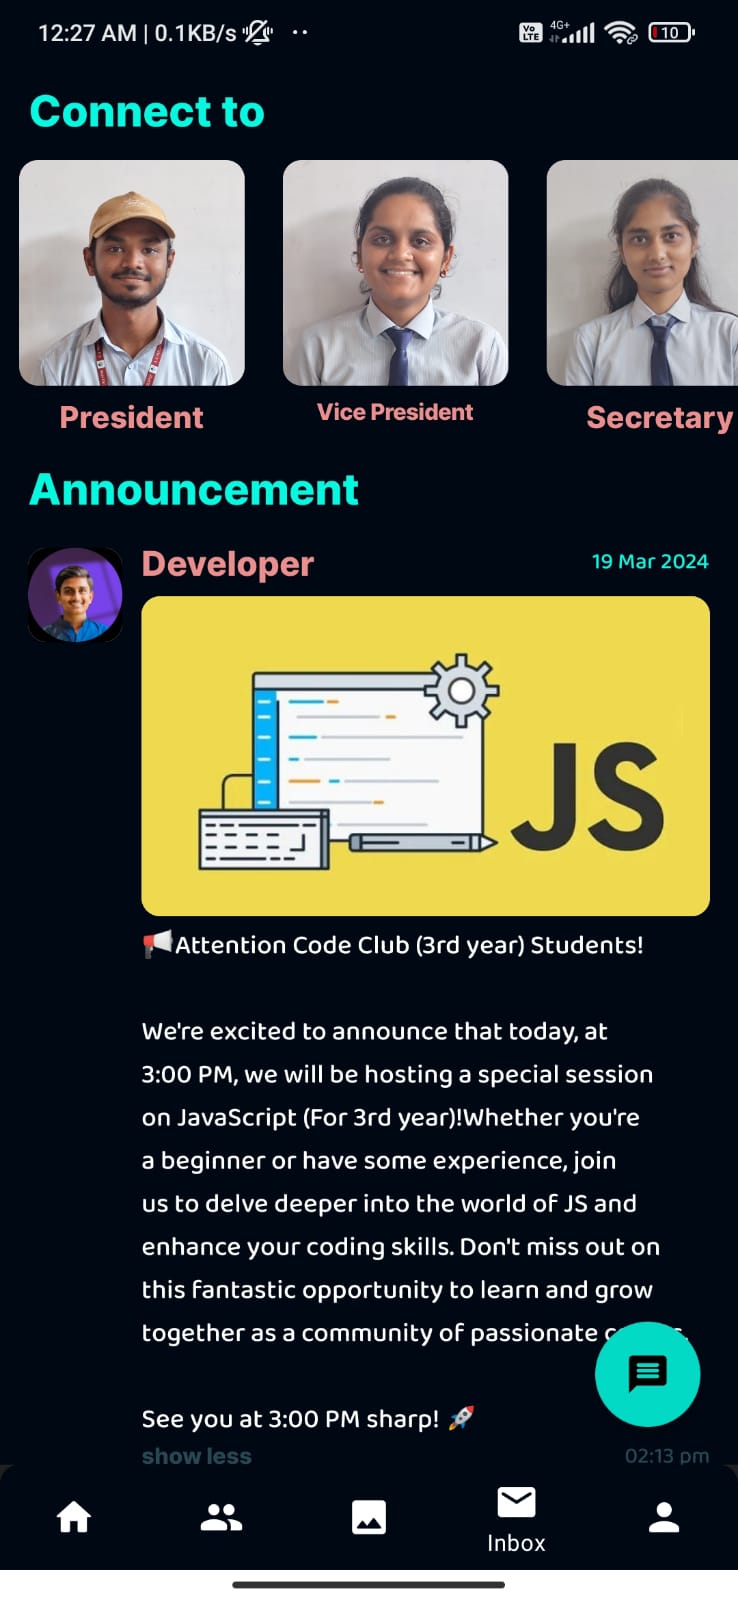 12:27 AM | 0.1KB/s
Vo LTE 4G+ 10
Connect to
President
Vice President
Secretary
Announcement
Developer
19 Mar 2024
JS
📢Attention Code Club (3rd year) Students!
We're excited to announce that today, at
3:00 PM, we will be hosting a special session
on JavaScript (For 3rd year)!Whether you're
a beginner or have some experience, join
us to delve deeper into the world of JS and
enhance your coding skills. Don't miss out on
this fantastic opportunity to learn and grow
together as a community of passionate
See you at 3:00 PM sharp! 🚀
show less
02:13 pm
Inbox